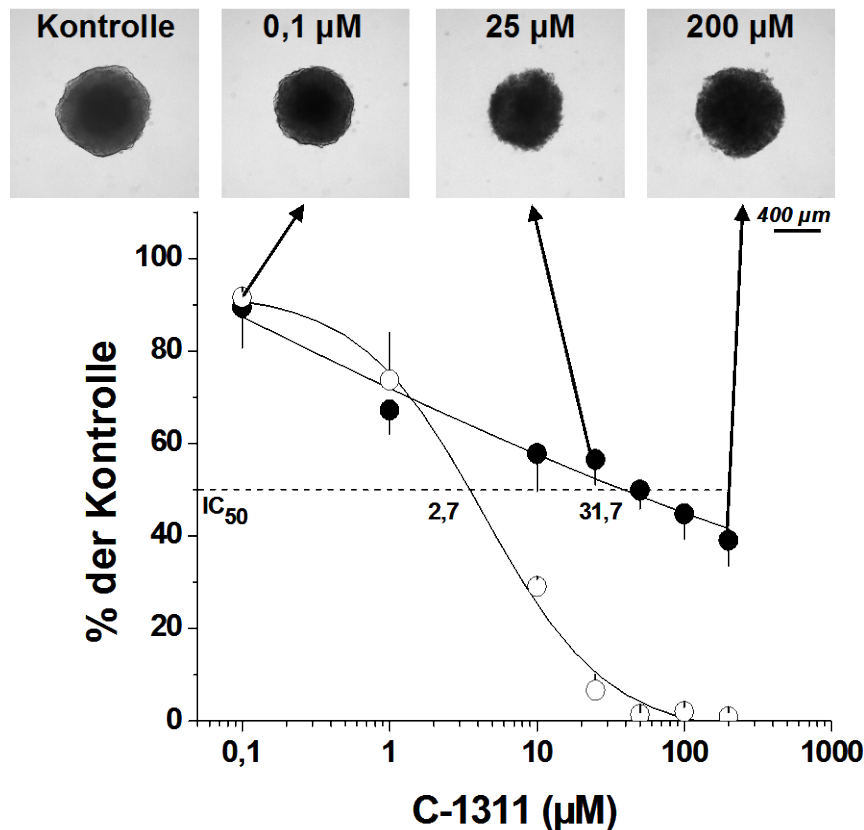 Kontrolle 0,1 µM 25 µM 200 µM
400 µm
100
80
60
40
20
0
% der Kontrolle
IC50 2,7 31,7
0,1 1 10 100 1000
C-1311 (µM)